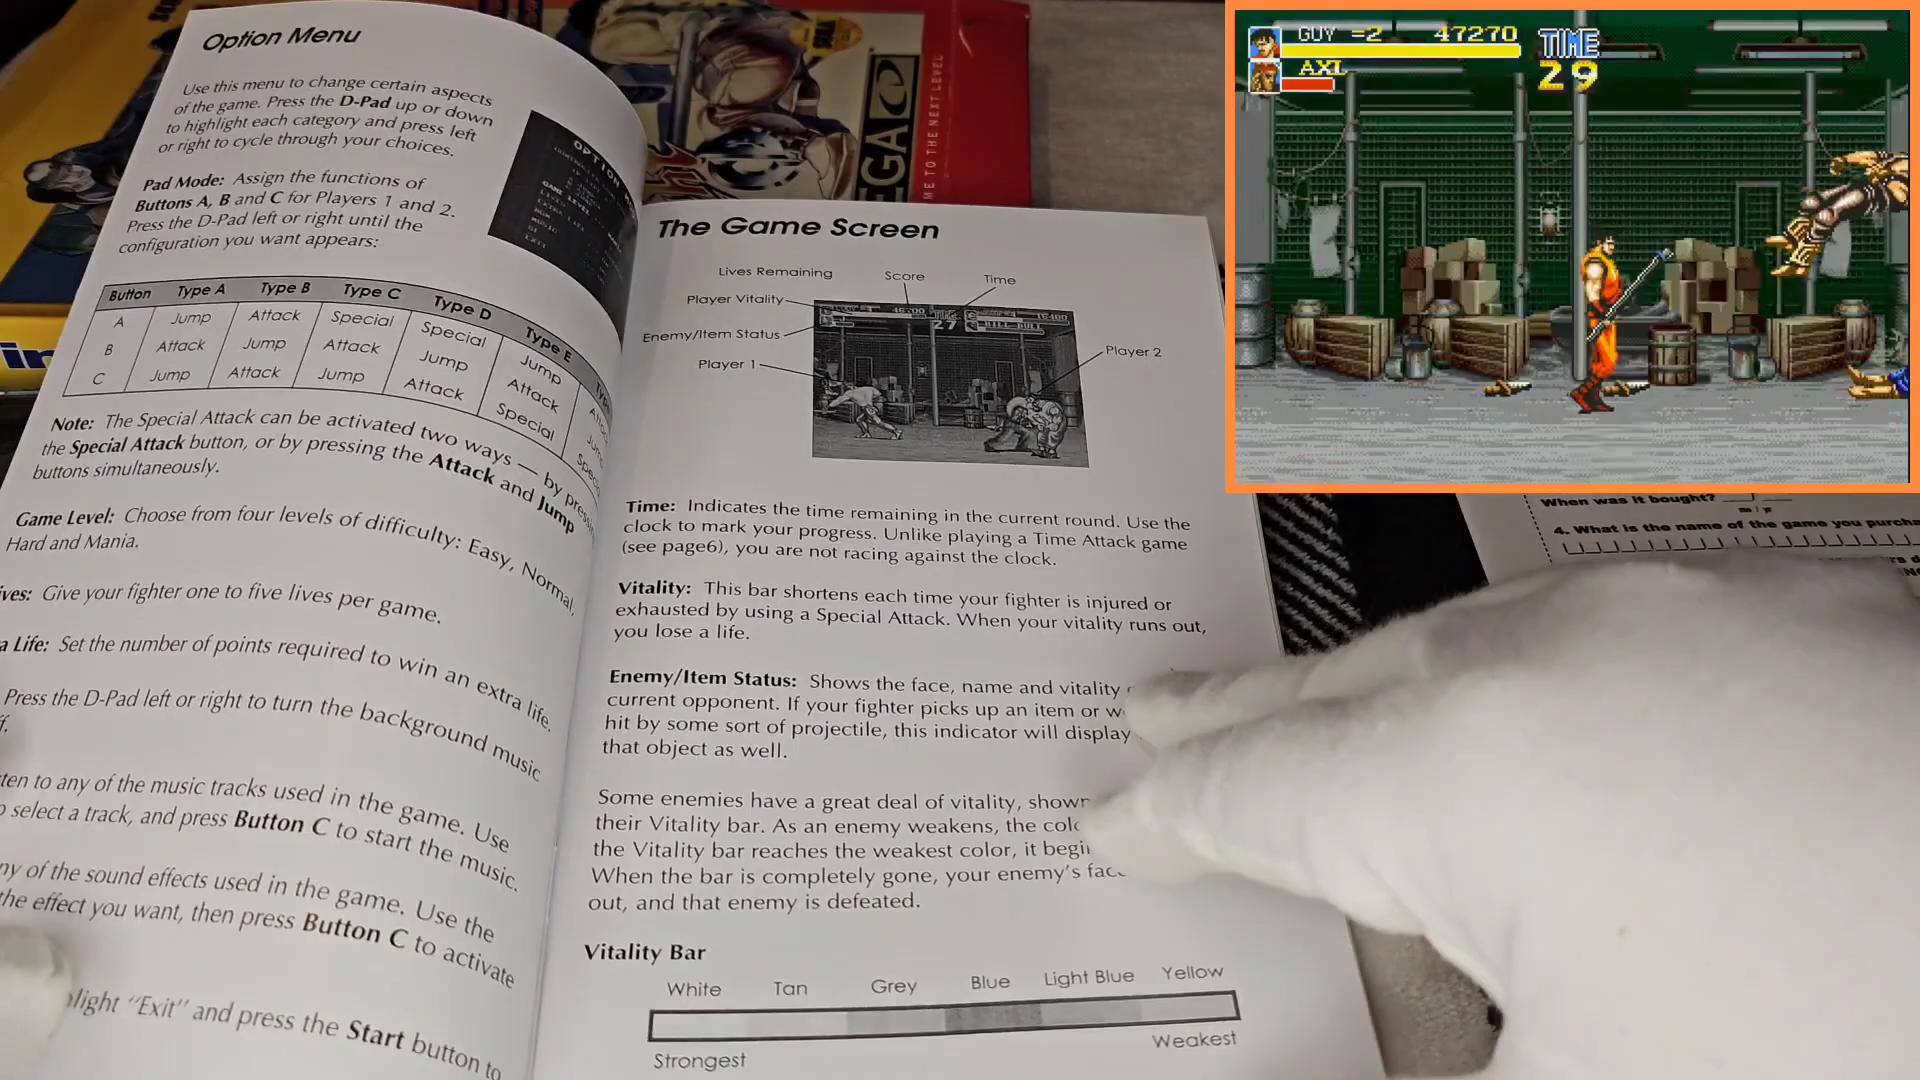 Option Menu
Use this menu to change certain aspects
of the game. Press the D-Pad up or down
to highlight each category and press left
or right to cycle through your choices.
Pad Mode: Assign the functions of
Buttons A, B and C for Players 1 and 2.
Press the D-Pad left or right until the
configuration you want appears:
OPTION
Button Type A Type B Type C Type D Type E
A Jump Attack Special Special Jump
B Attack Jump Attack Jump Attack
C Jump Attack Jump Attack Special
Note: The Special Attack can be activated two ways — by
the Special Attack button, or by pressing the Attack and Jump
buttons simultaneously.
Game Level: Choose from four levels of difficulty: Easy, Normal,
Hard and Mania.
Give your fighter one to five lives per game.
Life: Set the number of points required to win an extra life.
Press the D-Pad left or right to turn the background music
to any of the music tracks used in the game. Use
select a track, and press Button C to start the music.
of the sound effects used in the game. Use the
the effect you want, then press Button C to activate
"Exit" and press the Start button to
The Game Screen
Lives Remaining Score Time
Player Vitality
Enemy/Item Status
Player 1
Player 2
27
BILL BULL
Time: Indicates the time remaining in the current round. Use the
clock to mark your progress. Unlike playing a Time Attack game
(see page6), you are not racing against the clock.
Vitality: This bar shortens each time your fighter is injured or
exhausted by using a Special Attack. When your vitality runs out,
you lose a life.
Enemy/Item Status: Shows the face, name and vitality
current opponent. If your fighter picks up an item or
hit by some sort of projectile, this indicator will display
that object as well.
Some enemies have a great deal of vitality, shown
their Vitality bar. As an enemy weakens, the
the Vitality bar reaches the weakest color, it
When the bar is completely gone, your enemy's
out, and that enemy is defeated.
Vitality Bar
White Tan Grey Blue Light Blue Yellow
Strongest Weakest
GUY =2 47270 TIME
AXL 29
When was it bought?
4. What is the name of the game you
TO THE NEXT LEVEL